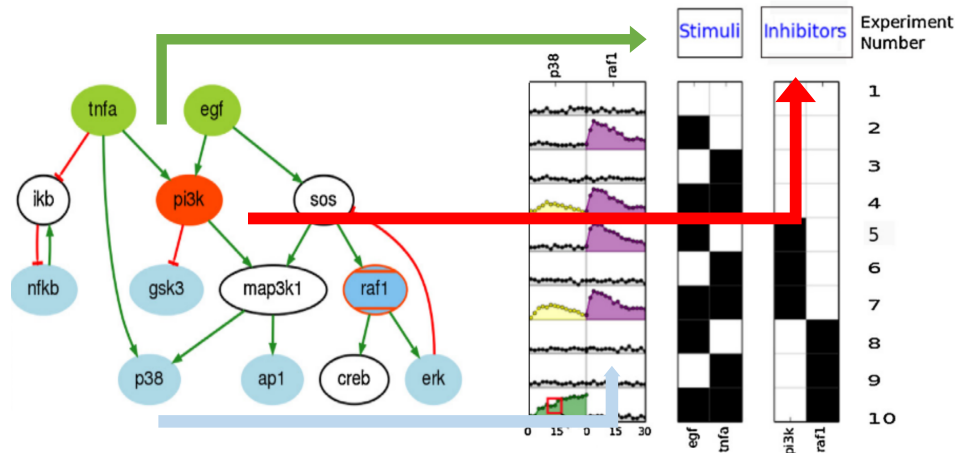 Stimuli
Inhibitors
Experiment
Number
p38
raf1
tnfa
egf
ikb
pi3k
sos
nfkb
gsk3
map3k1
raf1
p38
ap1
creb
erk
1
2
3
4
5
6
7
8
9
10
0 15 0 15 30
egf
tnfa
pi3k
raf1